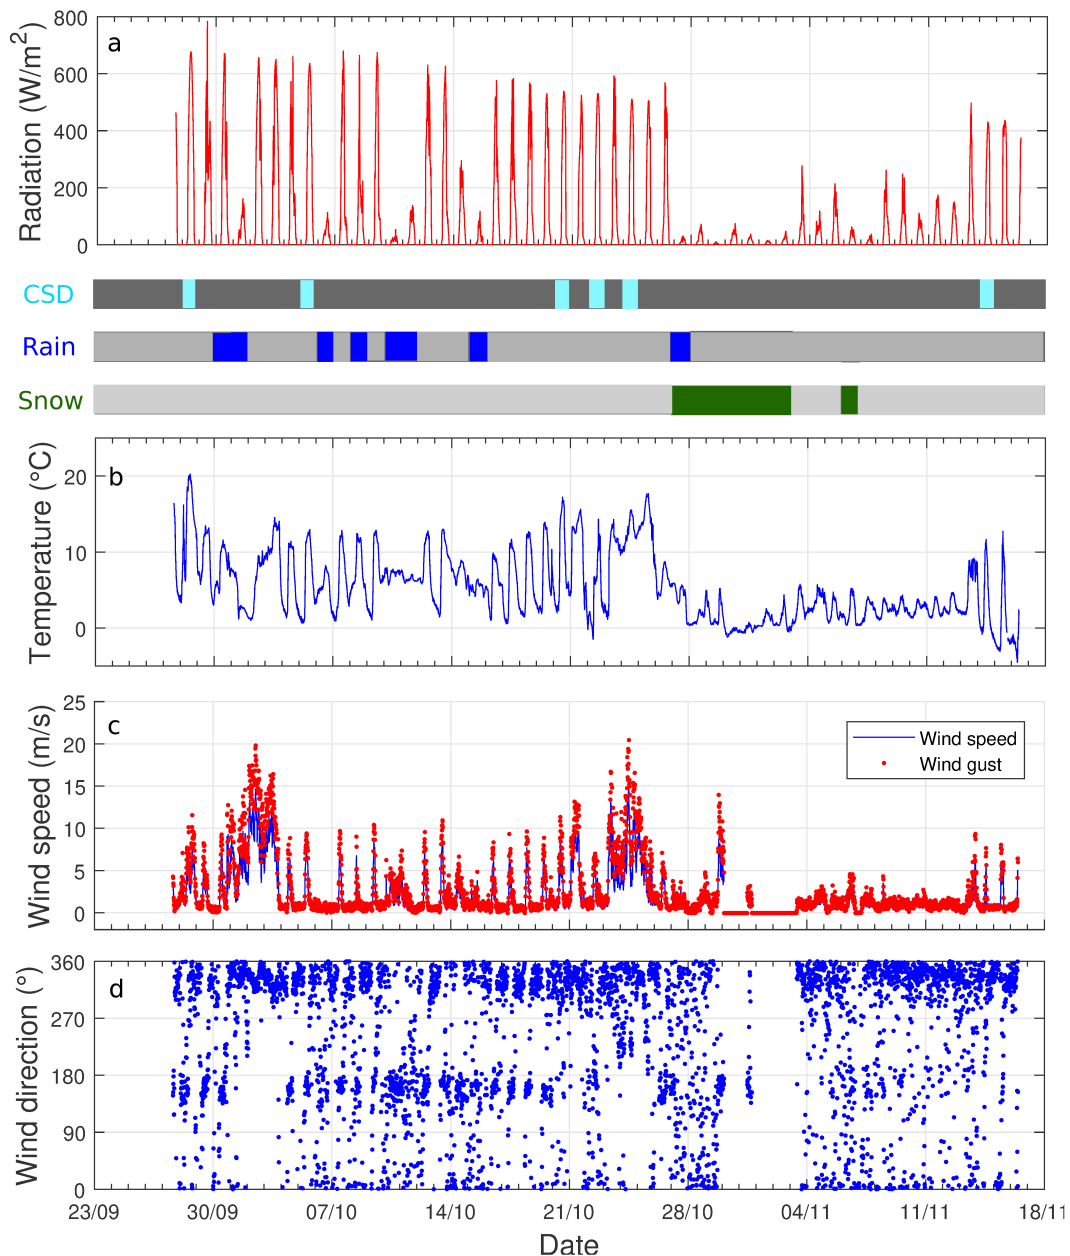 800
600
400
200
0
Radiation (W/m²)
a
CSD
Rain
Snow
20
10
0
Temperature (°C)
b
25
20
15
10
5
0
Wind speed (m/s)
c
Wind speed
Wind gust
360
270
180
90
0
Wind direction (°)
d
23/09 30/09 07/10 14/10 21/10 28/10 04/11 11/11 18/11
Date